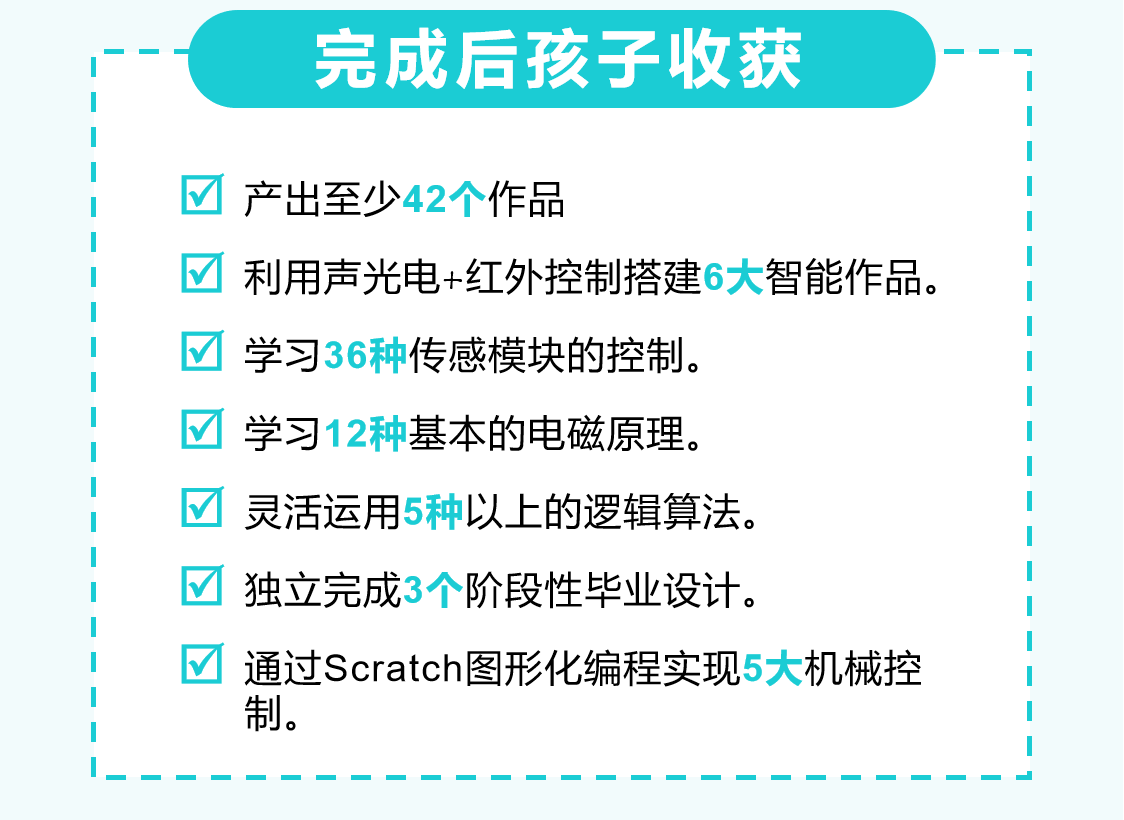 完成后孩子收获
产出至少42个作品
利用声光电+红外控制搭建6大智能作品。
学习36种传感模块的控制。
学习12种基本的电磁原理。
灵活运用5种以上的逻辑算法。
独立完成3个阶段性毕业设计。
通过Scratch图形化编程实现5大机械控
制。